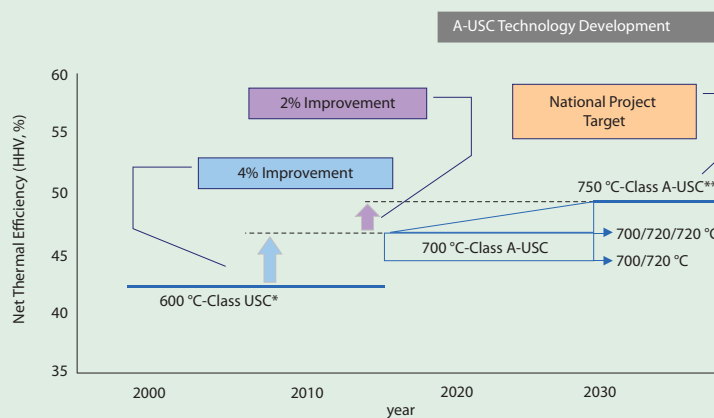 A-USC Technology Development
Net Thermal Efficiency (HHV, %)
60
55
50
45
40
35
2% Improvement
National Project
Target
4% Improvement
750 °C-Class A-USC**
700/720/720 °C
700 °C-Class A-USC
700/720 °C
600 °C-Class USC*
2000
2010
2020
2030
year